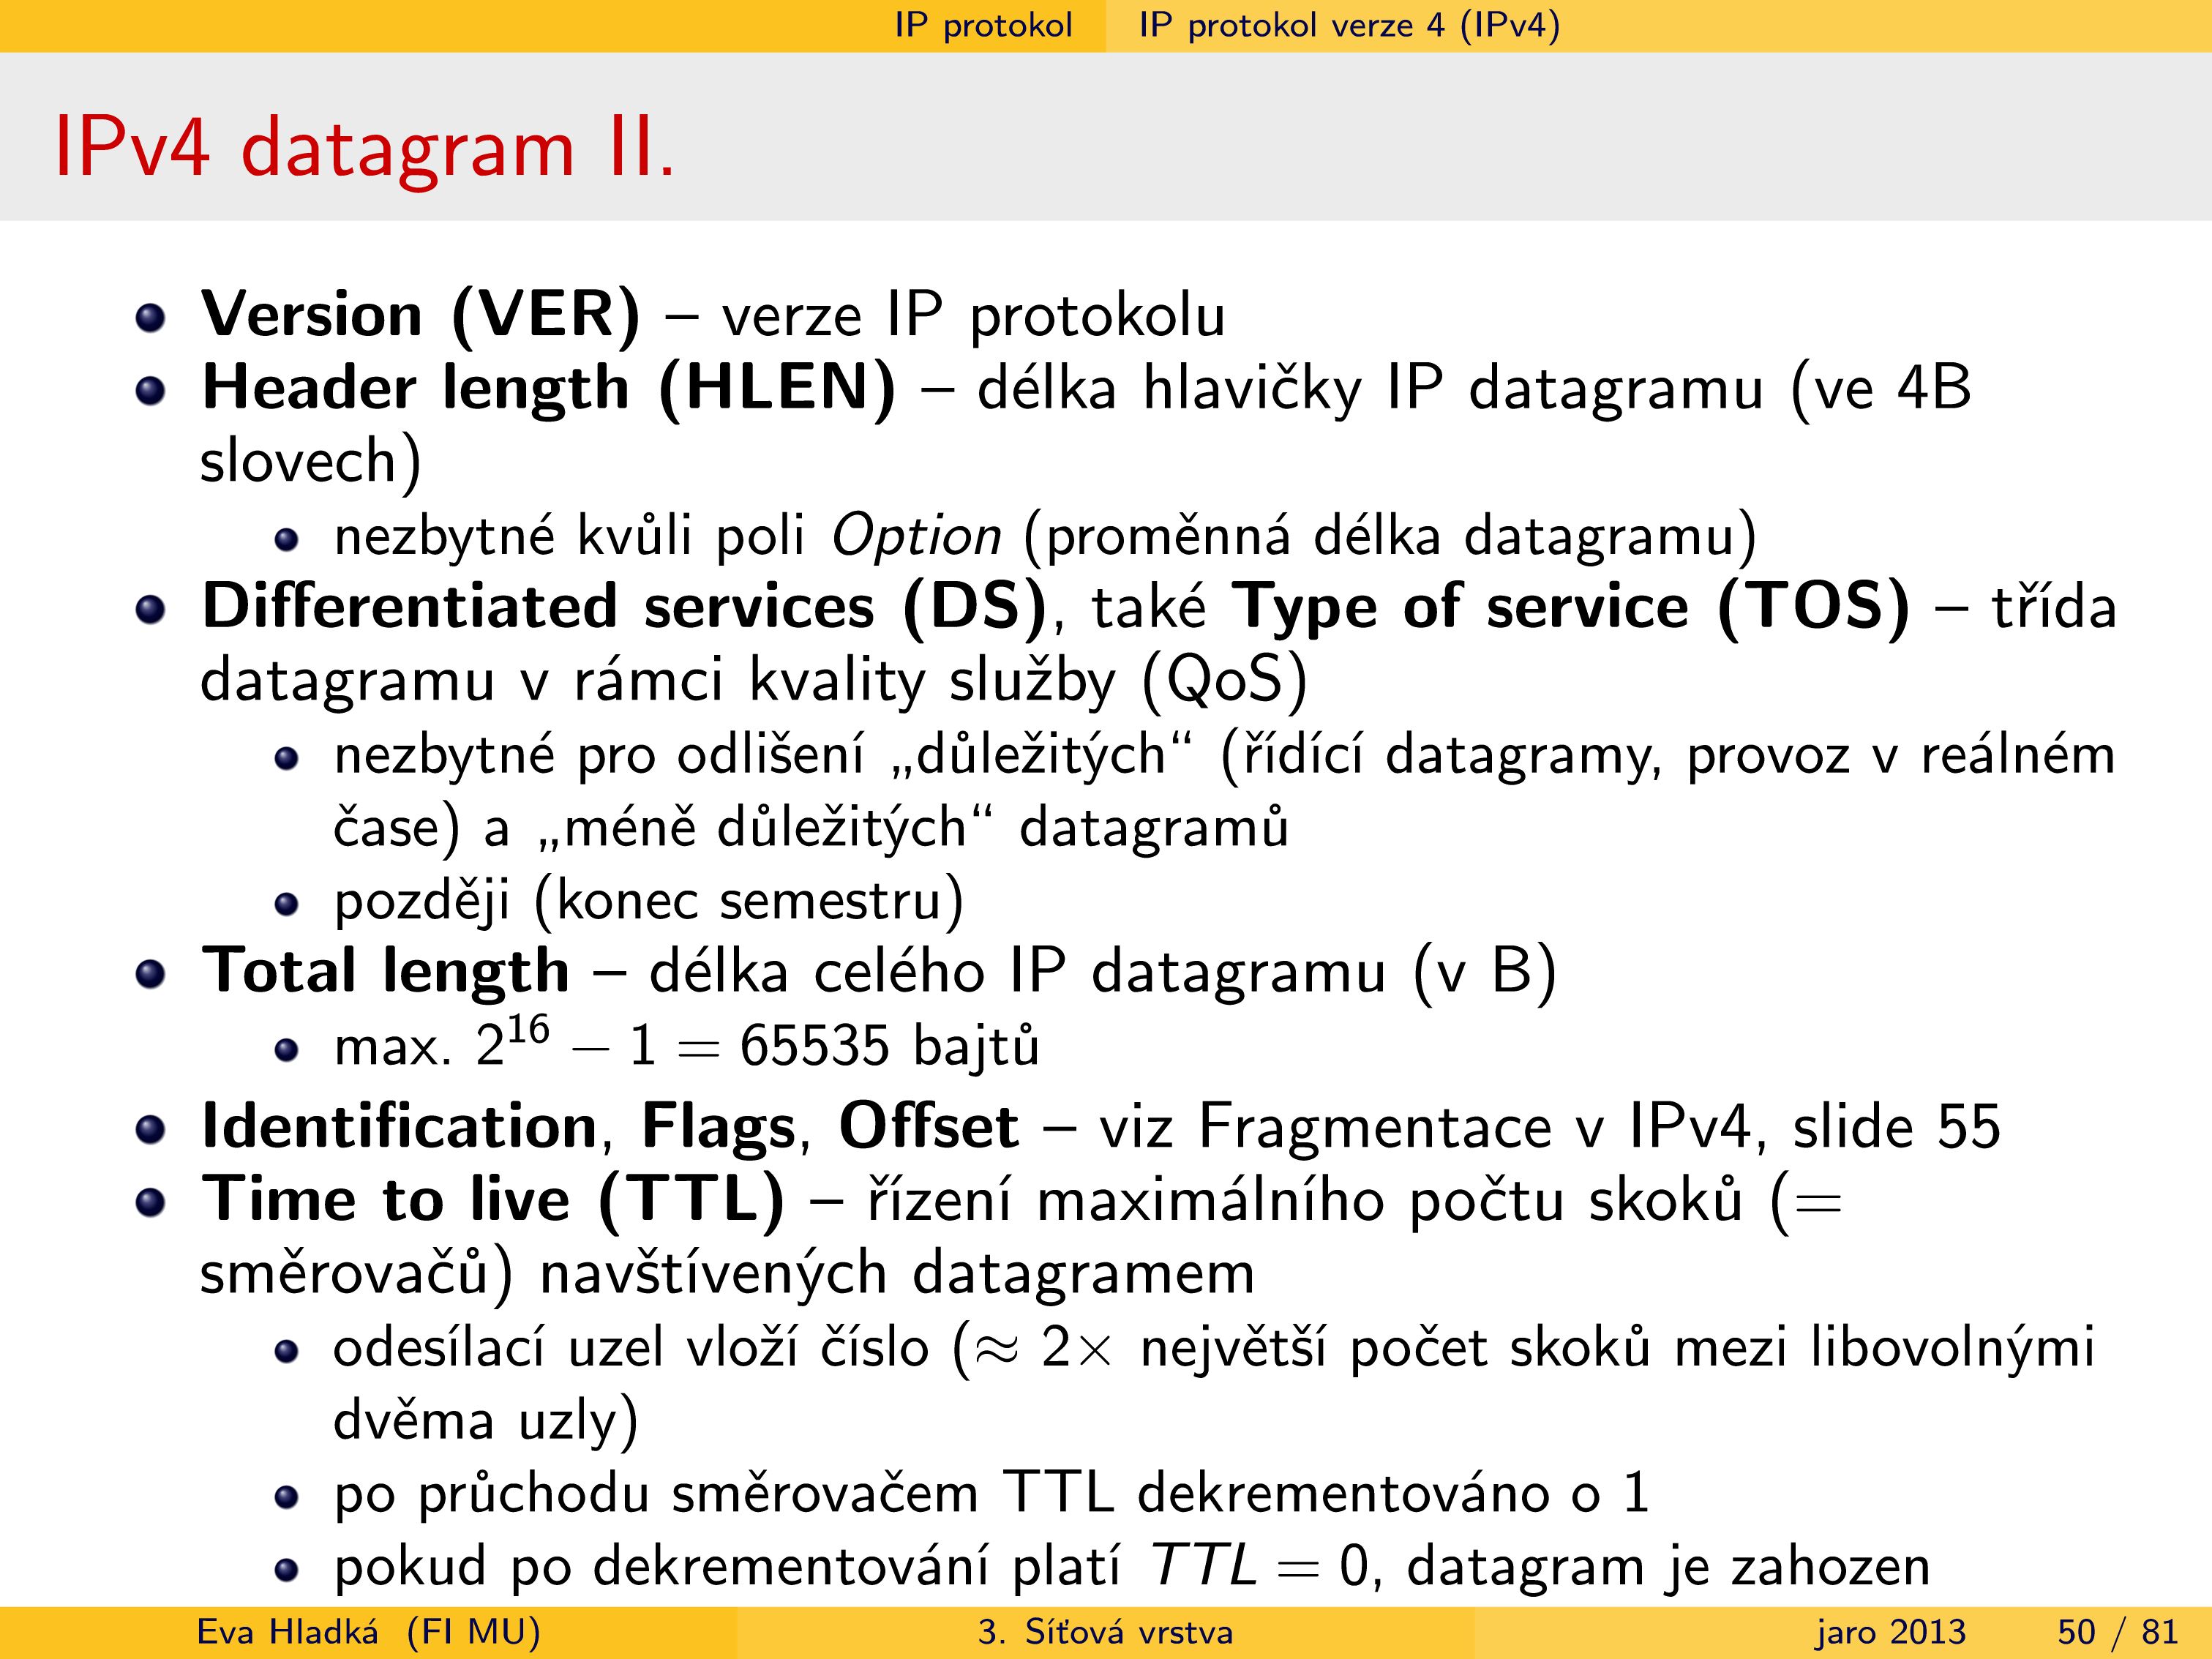 IP protokol IP protokol verze 4 (IPv4)
IPv4 datagram II.
Version (VER) – verze IP protokolu
Header length (HLEN) – délka hlavičky IP datagramu (ve 4B
slovech)
nezbytné kvůli poli Option (proměnná délka datagramu)
Differentiated services (DS), také Type of service (TOS) – třída
datagramu v rámci kvality služby (QoS)
nezbytné pro odlišení „důležitých“ (řídící datagramy, provoz v reálném
čase) a „méně důležitých“ datagramů
později (konec semestru)
Total length – délka celého IP datagramu (v B)
max. 2^16 − 1 = 65535 bajtů
Identification, Flags, Offset – viz Fragmentace v IPv4, slide 55
Time to live (TTL) – řízení maximálního počtu skoků (=
směrovačů) navštívených datagramem
odesílací uzel vloží číslo (≈ 2× největší počet skoků mezi libovolnými
dvěma uzly)
po průchodu směrovačem TTL dekrementováno o 1
pokud po dekrementování platí TTL = 0, datagram je zahozen
Eva Hladká (FI MU) 3. Síťová vrstva jaro 2013 50 / 81